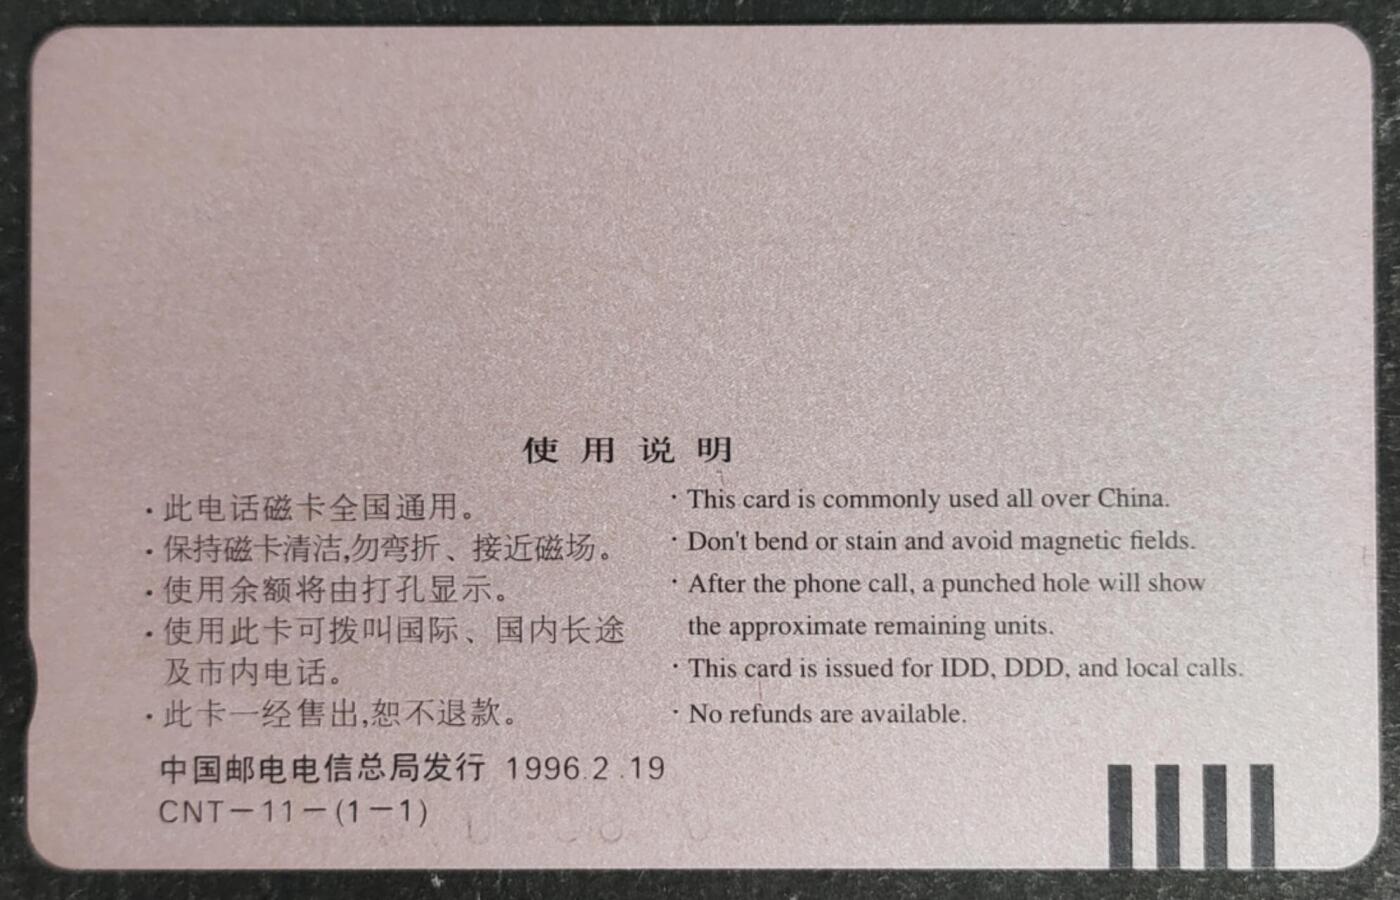 使用说明
·此电话磁卡全国通用。
·保持磁卡清洁,勿弯折、接近磁场。
·使用余额将由打孔显示。
·使用此卡可拨叫国际、国内长途
及市内电话。
·此卡一经售出,恕不退款。
· This card is commonly used all over China.
· Don't bend or stain and avoid magnetic fields.
· After the phone call, a punched hole will show
the approximate remaining units.
· This card is issued for IDD, DDD, and local calls.
· No refunds are available.
中国邮电电信总局发行 1996.2.19
CNT-11-(1-1)